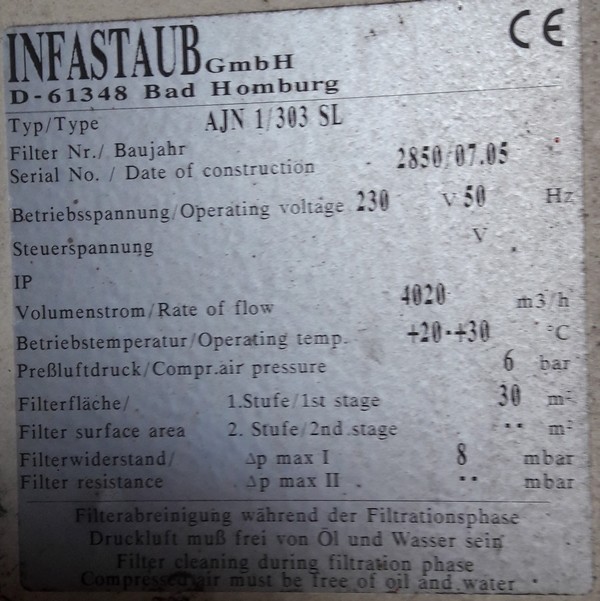 INFASTAUB GmbH
CE
D-61348 Bad Homburg
Typ/Type AJN 1/303 SL
Filter Nr./ Baujahr
Serial No. / Date of construction 2850/07.05
Betriebsspannung/Operating voltage 230 V 50 Hz
Steuerspannung V
IP
Volumenstrom/Rate of flow 4020 m3/h
Betriebstemperatur/Operating temp. +20-+30 °C
Preßluftdruck/Compr.air pressure 6 bar
Filterfläche/ 1.Stufe/1st stage 30 m²
Filter surface area 2. Stufe/2nd stage -- m²
Filterwiderstand/ Δp max I 8 mbar
Filter resistance Δp max II -- mbar
Filterabreinigung während der Filtrationsphase
Druckluft muß frei von Öl und Wasser sein
Filter cleaning during filtration phase
Compressed air must be free of oil and water